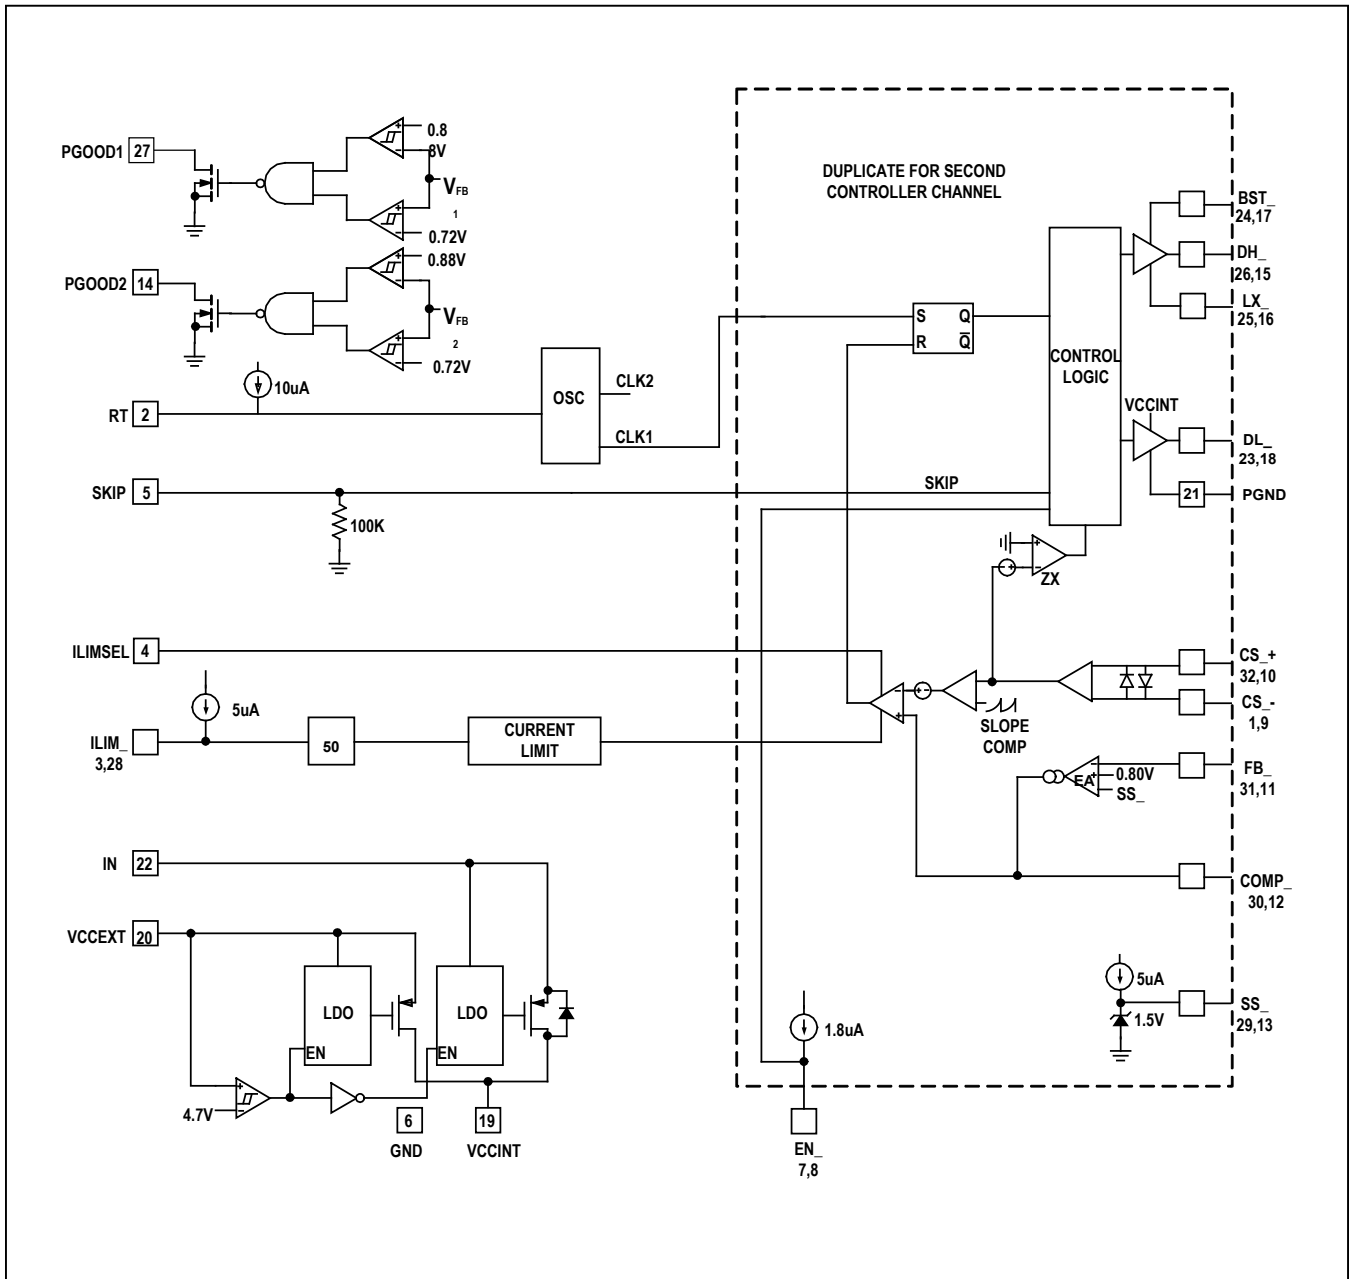 PGOOD1 27
0.8
8V
VFB
1
0.72V
PGOOD2 14
0.88V
VFB
2
0.72V
10uA
RT 2
OSC
CLK2
CLK1
SKIP 5
100K
ILIMSEL 4
5uA
ILIM_
3,28
50
CURRENT
LIMIT
IN 22
VCCEXT 20
LDO
EN
LDO
EN
4.7V
6
GND
19
VCCINT
DUPLICATE FOR SECOND
CONTROLLER CHANNEL
S Q
R Q̅
CONTROL
LOGIC
SKIP
ZX
VCCINT
BST_
24,17
DH_
26,15
LX_
25,16
DL_
23,18
21 PGND
SLOPE
COMP
CS_+
32,10
CS_-
1,9
EA
0.80V
SS_
FB_
31,11
COMP_
30,12
5uA
1.5V
SS_
29,13
1.8uA
EN_
7,8
+
-